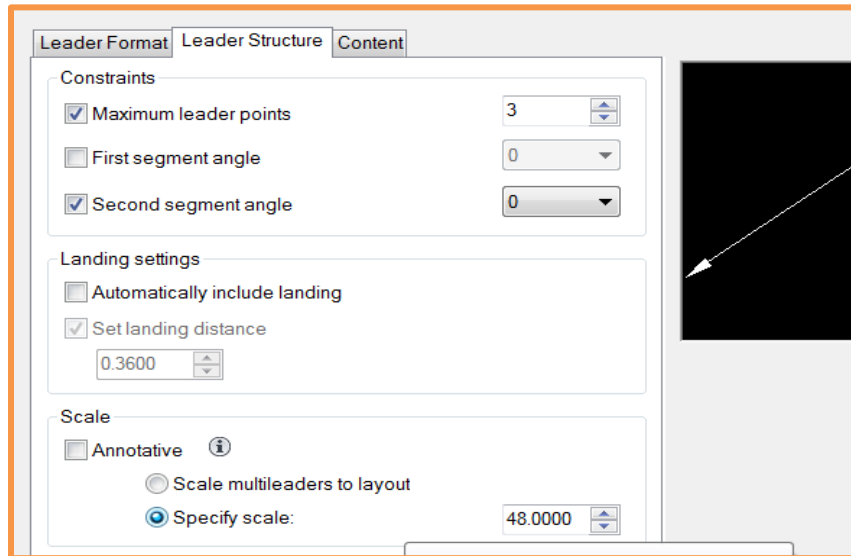 Leader Format Leader Structure Content
Constraints
Maximum leader points 3
First segment angle 0
Second segment angle 0
Landing settings
Automatically include landing
Set landing distance
0.3600
Scale
Annotative i
Scale multileaders to layout
Specify scale: 48.0000